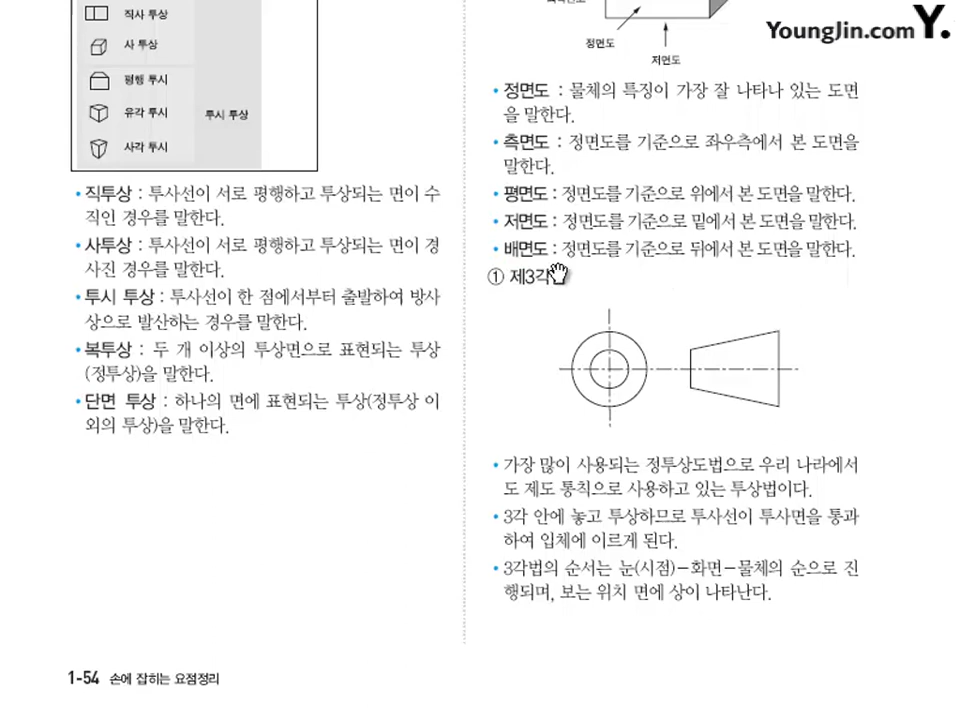 YoungJin.com Y.
직사 투상
사 투상
평행 투시
유각 투시
투시 투상
사각 투시
• 직투상 : 투사선이 서로 평행하고 투상되는 면이 수
직인 경우를 말한다.
• 사투상 : 투사선이 서로 평행하고 투상되는 면이 경
사진 경우를 말한다.
• 투시 투상 : 투사선이 한 점에서부터 출발하여 방사
상으로 발산하는 경우를 말한다.
• 복투상 : 두 개 이상의 투상면으로 표현되는 투상
(정투상)을 말한다.
• 단면 투상 : 하나의 면에 표현되는 투상(정투상 이
외의 투상)을 말한다.
정면도
저면도
• 정면도 : 물체의 특징이 가장 잘 나타나 있는 도면
을 말한다.
• 측면도 : 정면도를 기준으로 좌우측에서 본 도면을
말한다.
• 평면도 : 정면도를 기준으로 위에서 본 도면을 말한다.
• 저면도 : 정면도를 기준으로 밑에서 본 도면을 말한다.
• 배면도 : 정면도를 기준으로 뒤에서 본 도면을 말한다.
① 제3각
• 가장 많이 사용되는 정투상도법으로 우리 나라에서
도 제도 통칙으로 사용하고 있는 투상법이다.
• 3각 안에 놓고 투상하므로 투사선이 투사면을 통과
하여 입체에 이르게 된다.
• 3각법의 순서는 눈(시점)-화면-물체의 순으로 진
행되며, 보는 위치 면에 상이 나타난다.
1-54 손에 잡히는 요점정리